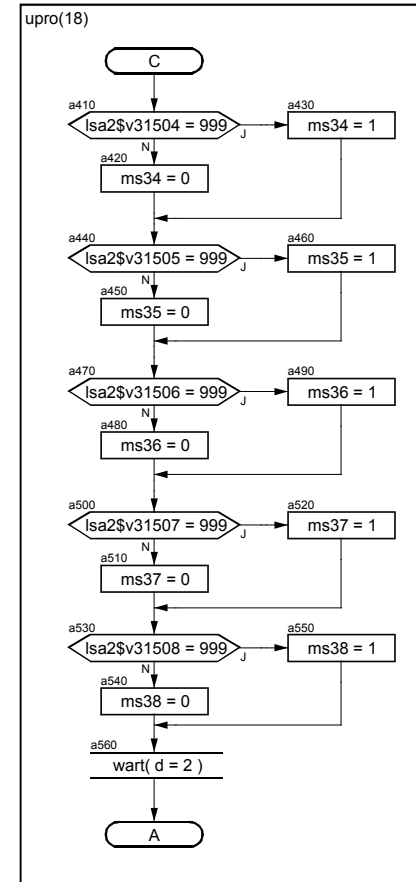 upro(18)
C
a410
lsa2$v31504 = 999
J
N
a430
ms34 = 1
a420
ms34 = 0
a440
lsa2$v31505 = 999
J
N
a460
ms35 = 1
a450
ms35 = 0
a470
lsa2$v31506 = 999
J
N
a490
ms36 = 1
a480
ms36 = 0
a500
lsa2$v31507 = 999
J
N
a520
ms37 = 1
a510
ms37 = 0
a530
lsa2$v31508 = 999
J
N
a550
ms38 = 1
a540
ms38 = 0
a560
wart( d = 2 )
A